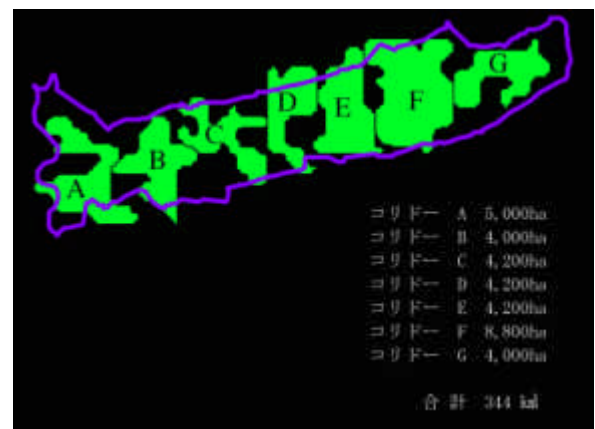 A
B
C
D
E
F
G
コリドー A 5,000ha
コリドー B 4,000ha
コリドー C 4,200ha
コリドー D 4,200ha
コリドー E 4,200ha
コリドー F 8,800ha
コリドー G 4,000ha
合計 344 km²